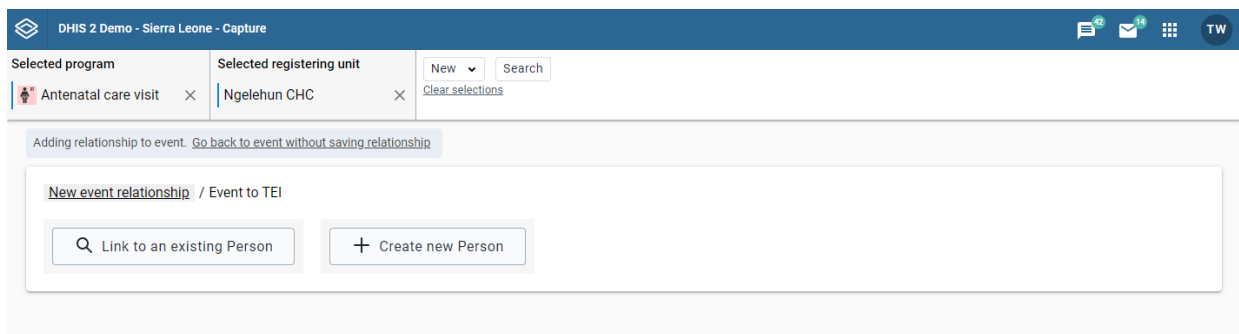 DHIS 2 Demo - Sierra Leone - Capture
42
14
TW
Selected program
Antenatal care visit
Selected registering unit
Ngelehun CHC
New
Search
Clear selections
Adding relationship to event. Go back to event without saving relationship
New event relationship / Event to TEI
Link to an existing Person
Create new Person